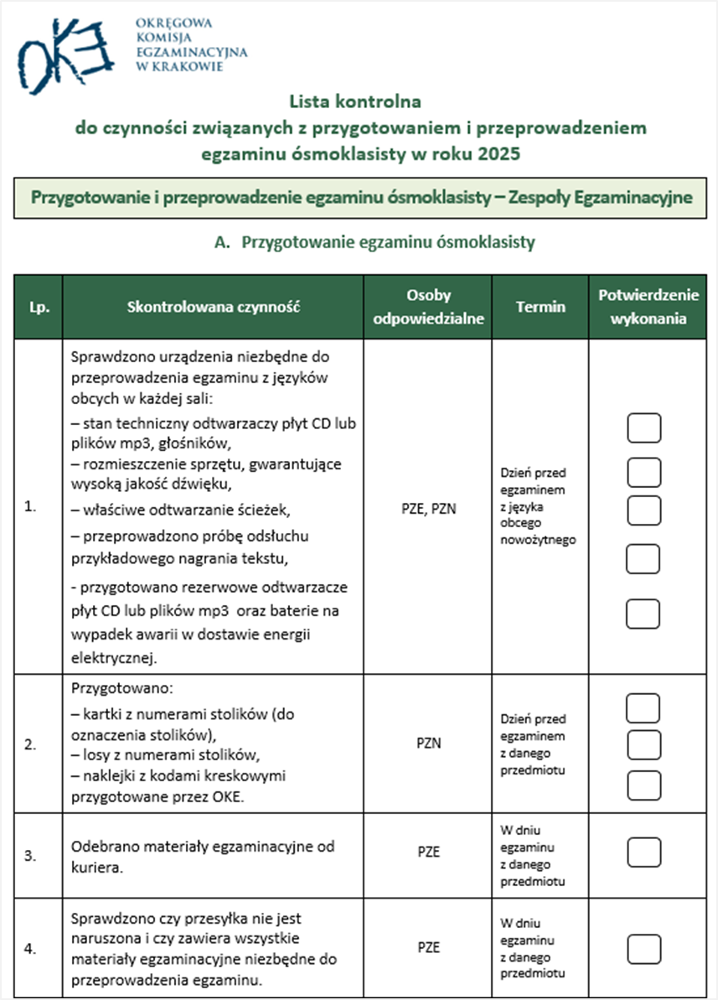 OKE
OKRĘGOWA
KOMISJA
EGZAMINACYJNA
W KRAKOWIE
Lista kontrolna
do czynności związanych z przygotowaniem i przeprowadzeniem
egzaminu ósmoklasisty w roku 2025
Przygotowanie i przeprowadzenie egzaminu ósmoklasisty – Zespoły Egzaminacyjne
A. Przygotowanie egzaminu ósmoklasisty
Lp.
Skontrolowana czynność
Osoby
odpowiedzialne
Termin
Potwierdzenie
wykonania
1.
Sprawdzono urządzenia niezbędne do
przeprowadzenia egzaminu z języków
obcych w każdej sali:
– stan techniczny odtwarzaczy płyt CD lub
plików mp3, głośników,
– rozmieszczenie sprzętu, gwarantujące
wysoką jakość dźwięku,
– właściwe odtwarzanie ścieżek,
– przeprowadzono próbę odsłuchu
przykładowego nagrania tekstu,
- przygotowano rezerwowe odtwarzacze
płyt CD lub plików mp3 oraz baterie na
wypadek awarii w dostawie energii
elektrycznej.
PZE, PZN
Dzień przed
egzaminem
z języka
obcego
nowożytnego
2.
Przygotowano:
– kartki z numerami stolików (do
oznaczenia stolików),
– losy z numerami stolików,
– naklejki z kodami kreskowymi
przygotowane przez OKE.
PZN
Dzień przed
egzaminem
z danego
przedmiotu
3.
Odebrano materiały egzaminacyjne od
kuriera.
PZE
W dniu
egzaminu
z danego
przedmiotu
4.
Sprawdzono czy przesyłka nie jest
naruszona i czy zawiera wszystkie
materiały egzaminacyjne niezbędne do
przeprowadzenia egzaminu.
PZE
W dniu
egzaminu
z danego
przedmiotu